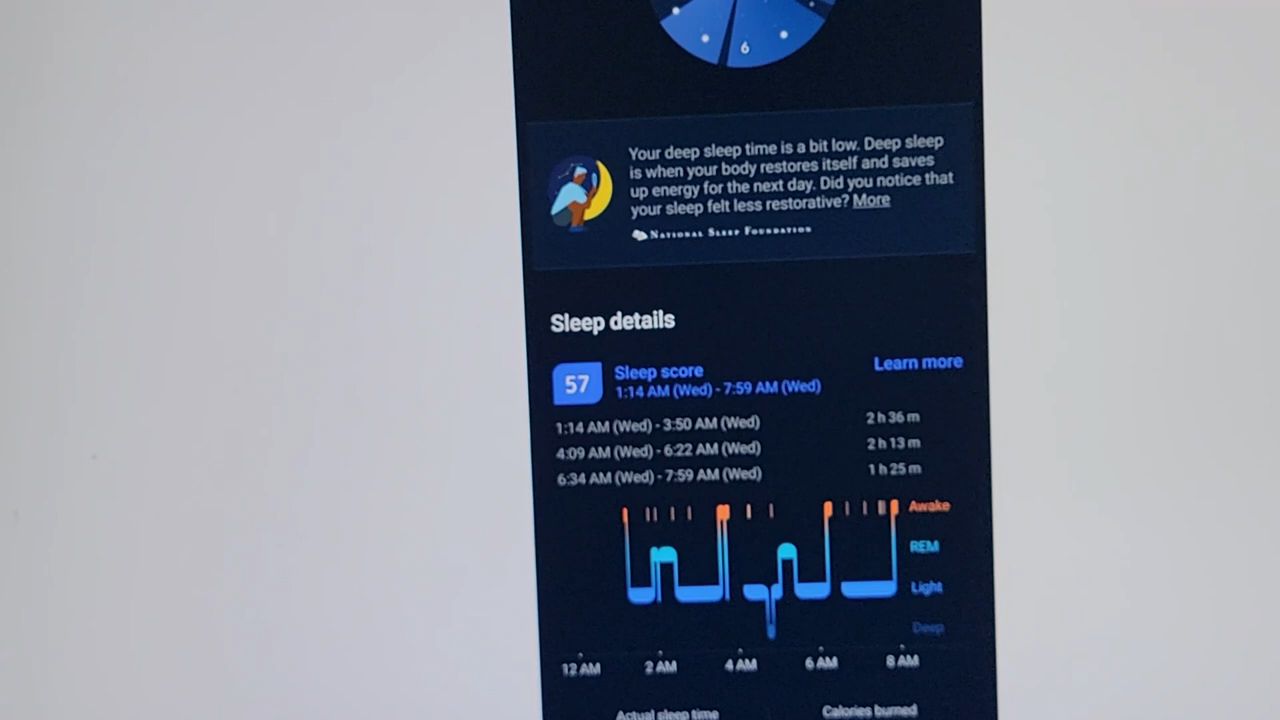 6
Your deep sleep time is a bit low. Deep sleep
is when your body restores itself and saves
up energy for the next day. Did you notice that
your sleep felt less restorative? More
NATIONAL SLEEP FOUNDATION
Sleep details
57
Sleep score
Learn more
1:14 AM (Wed) - 7:59 AM (Wed)
1:14 AM (Wed) - 3:50 AM (Wed) 2 h 36 m
4:09 AM (Wed) - 6:22 AM (Wed) 2 h 13 m
6:34 AM (Wed) - 7:59 AM (Wed) 1 h 25 m
Awake
REM
Light
Deep
12 AM 2 AM 4 AM 6 AM 8 AM
Actual sleep time Calories burned